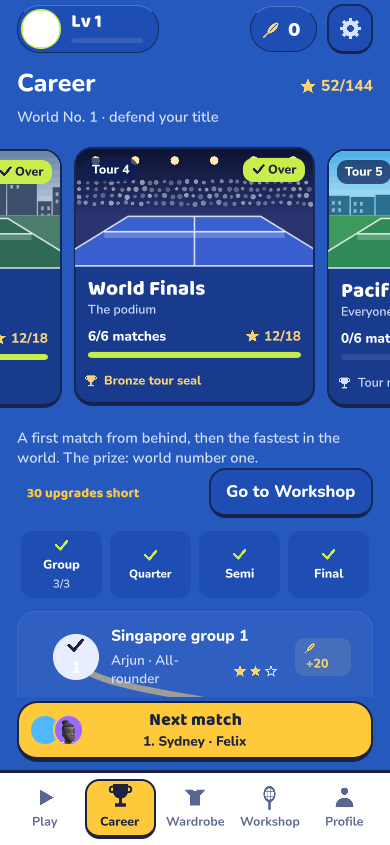 Lv 1
0
Career
52/144
World No. 1 · defend your title
Over
Tour 4
Over
Tour 5
World Finals
The podium
6/6 matches
12/18
Bronze tour seal
12/18
Pacif
Everyone
0/6 mat
Tour r
A first match from behind, then the fastest in the
world. The prize: world number one.
30 upgrades short
Go to Workshop
Group
3/3
Quarter
Semi
Final
1
Singapore group 1
Arjun · All-
rounder
+20
Next match
1. Sydney · Felix
Play
Career
Wardrobe
Workshop
Profile